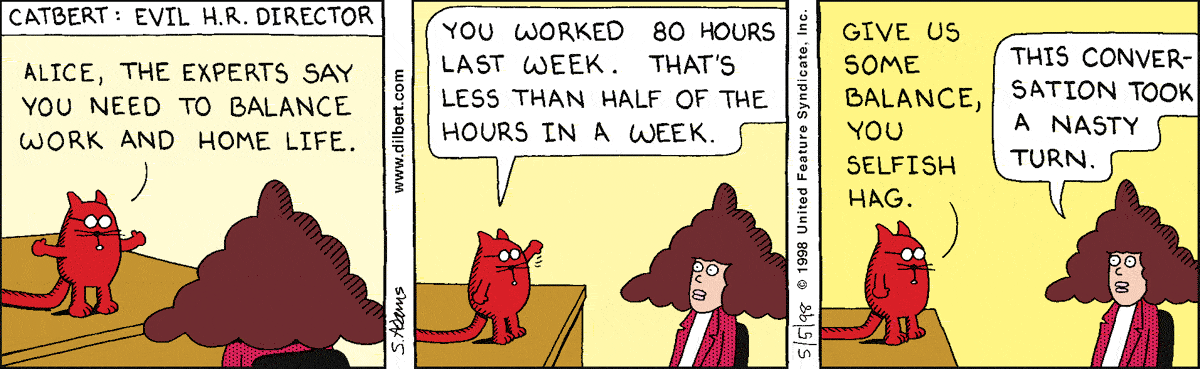 CATBERT: EVIL H.R. DIRECTOR
ALICE, THE EXPERTS SAY
YOU NEED TO BALANCE
WORK AND HOME LIFE.
S. Adams
www.dilbert.com
YOU WORKED 80 HOURS
LAST WEEK. THAT'S
LESS THAN HALF OF THE
HOURS IN A WEEK.
5/5/98 © 1998 United Feature Syndicate, Inc.
GIVE US
SOME
BALANCE,
YOU
SELFISH
HAG.
THIS CONVER-
SATION TOOK
A NASTY
TURN.